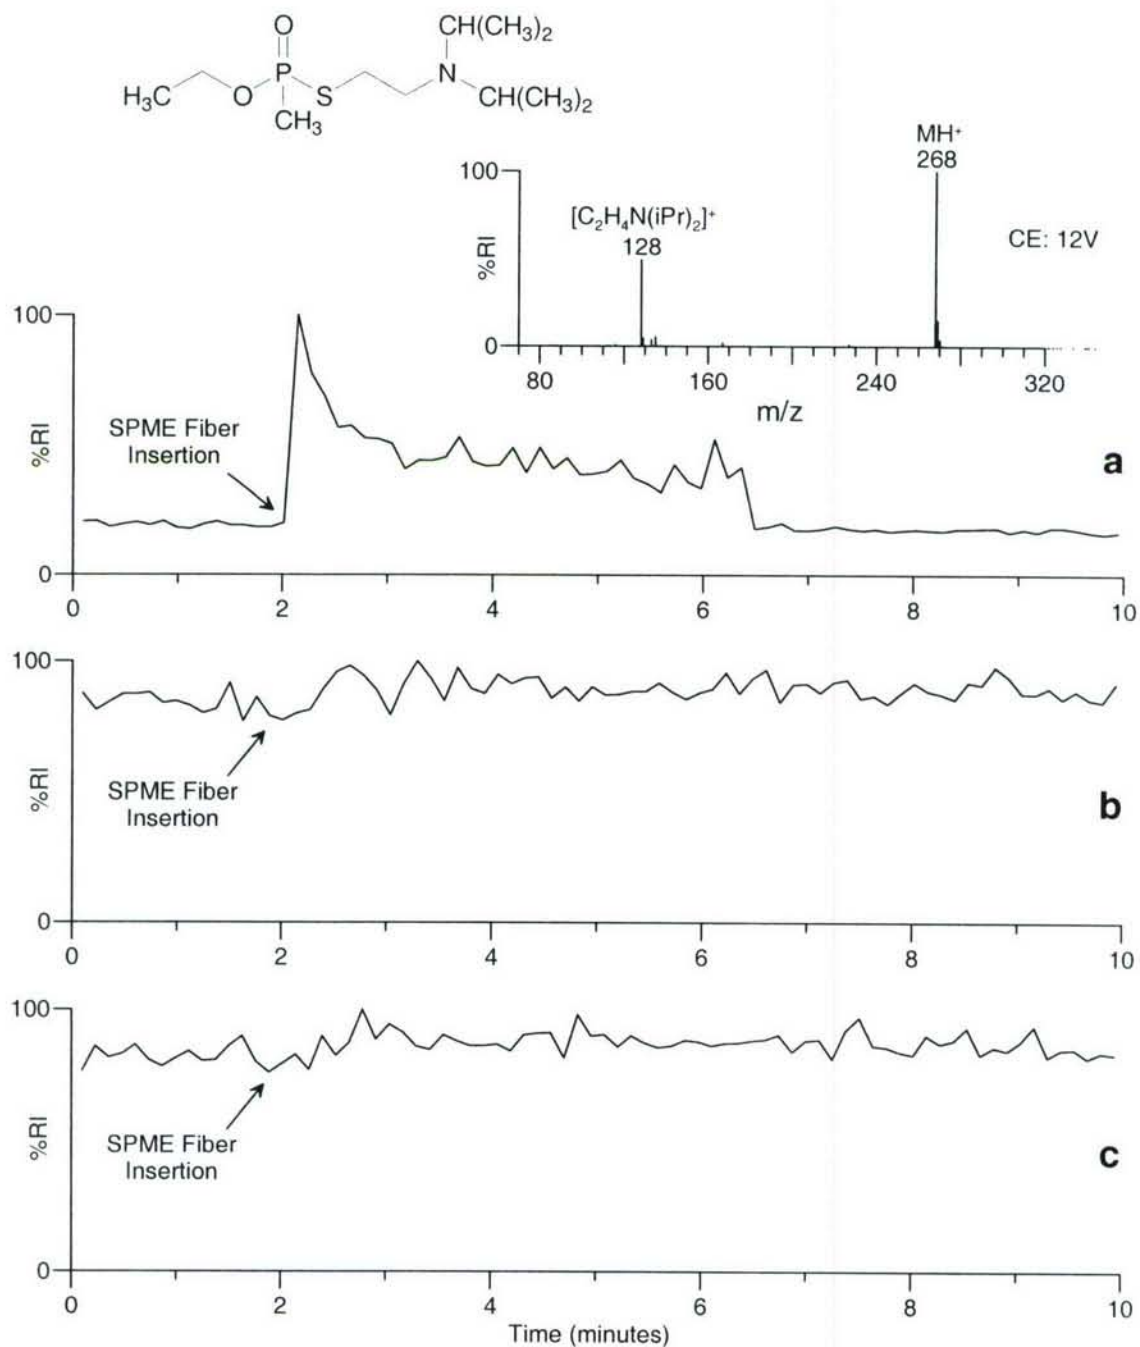 O
CH(CH₃)₂
P
N
H₃C
O
S
CH(CH₃)₂
CH₃
MH⁺
268
100
[C₂H₄N(iPr)₂]⁺
128
CE: 12V
%RI
0
80 160 240 320
m/z
100
SPME Fiber
Insertion
%RI
a
0
0 2 4 6 8 10
100
SPME Fiber
Insertion
%RI
b
0
0 2 4 6 8 10
100
SPME Fiber
Insertion
%RI
c
0
0 2 4 6 8 10
Time (minutes)